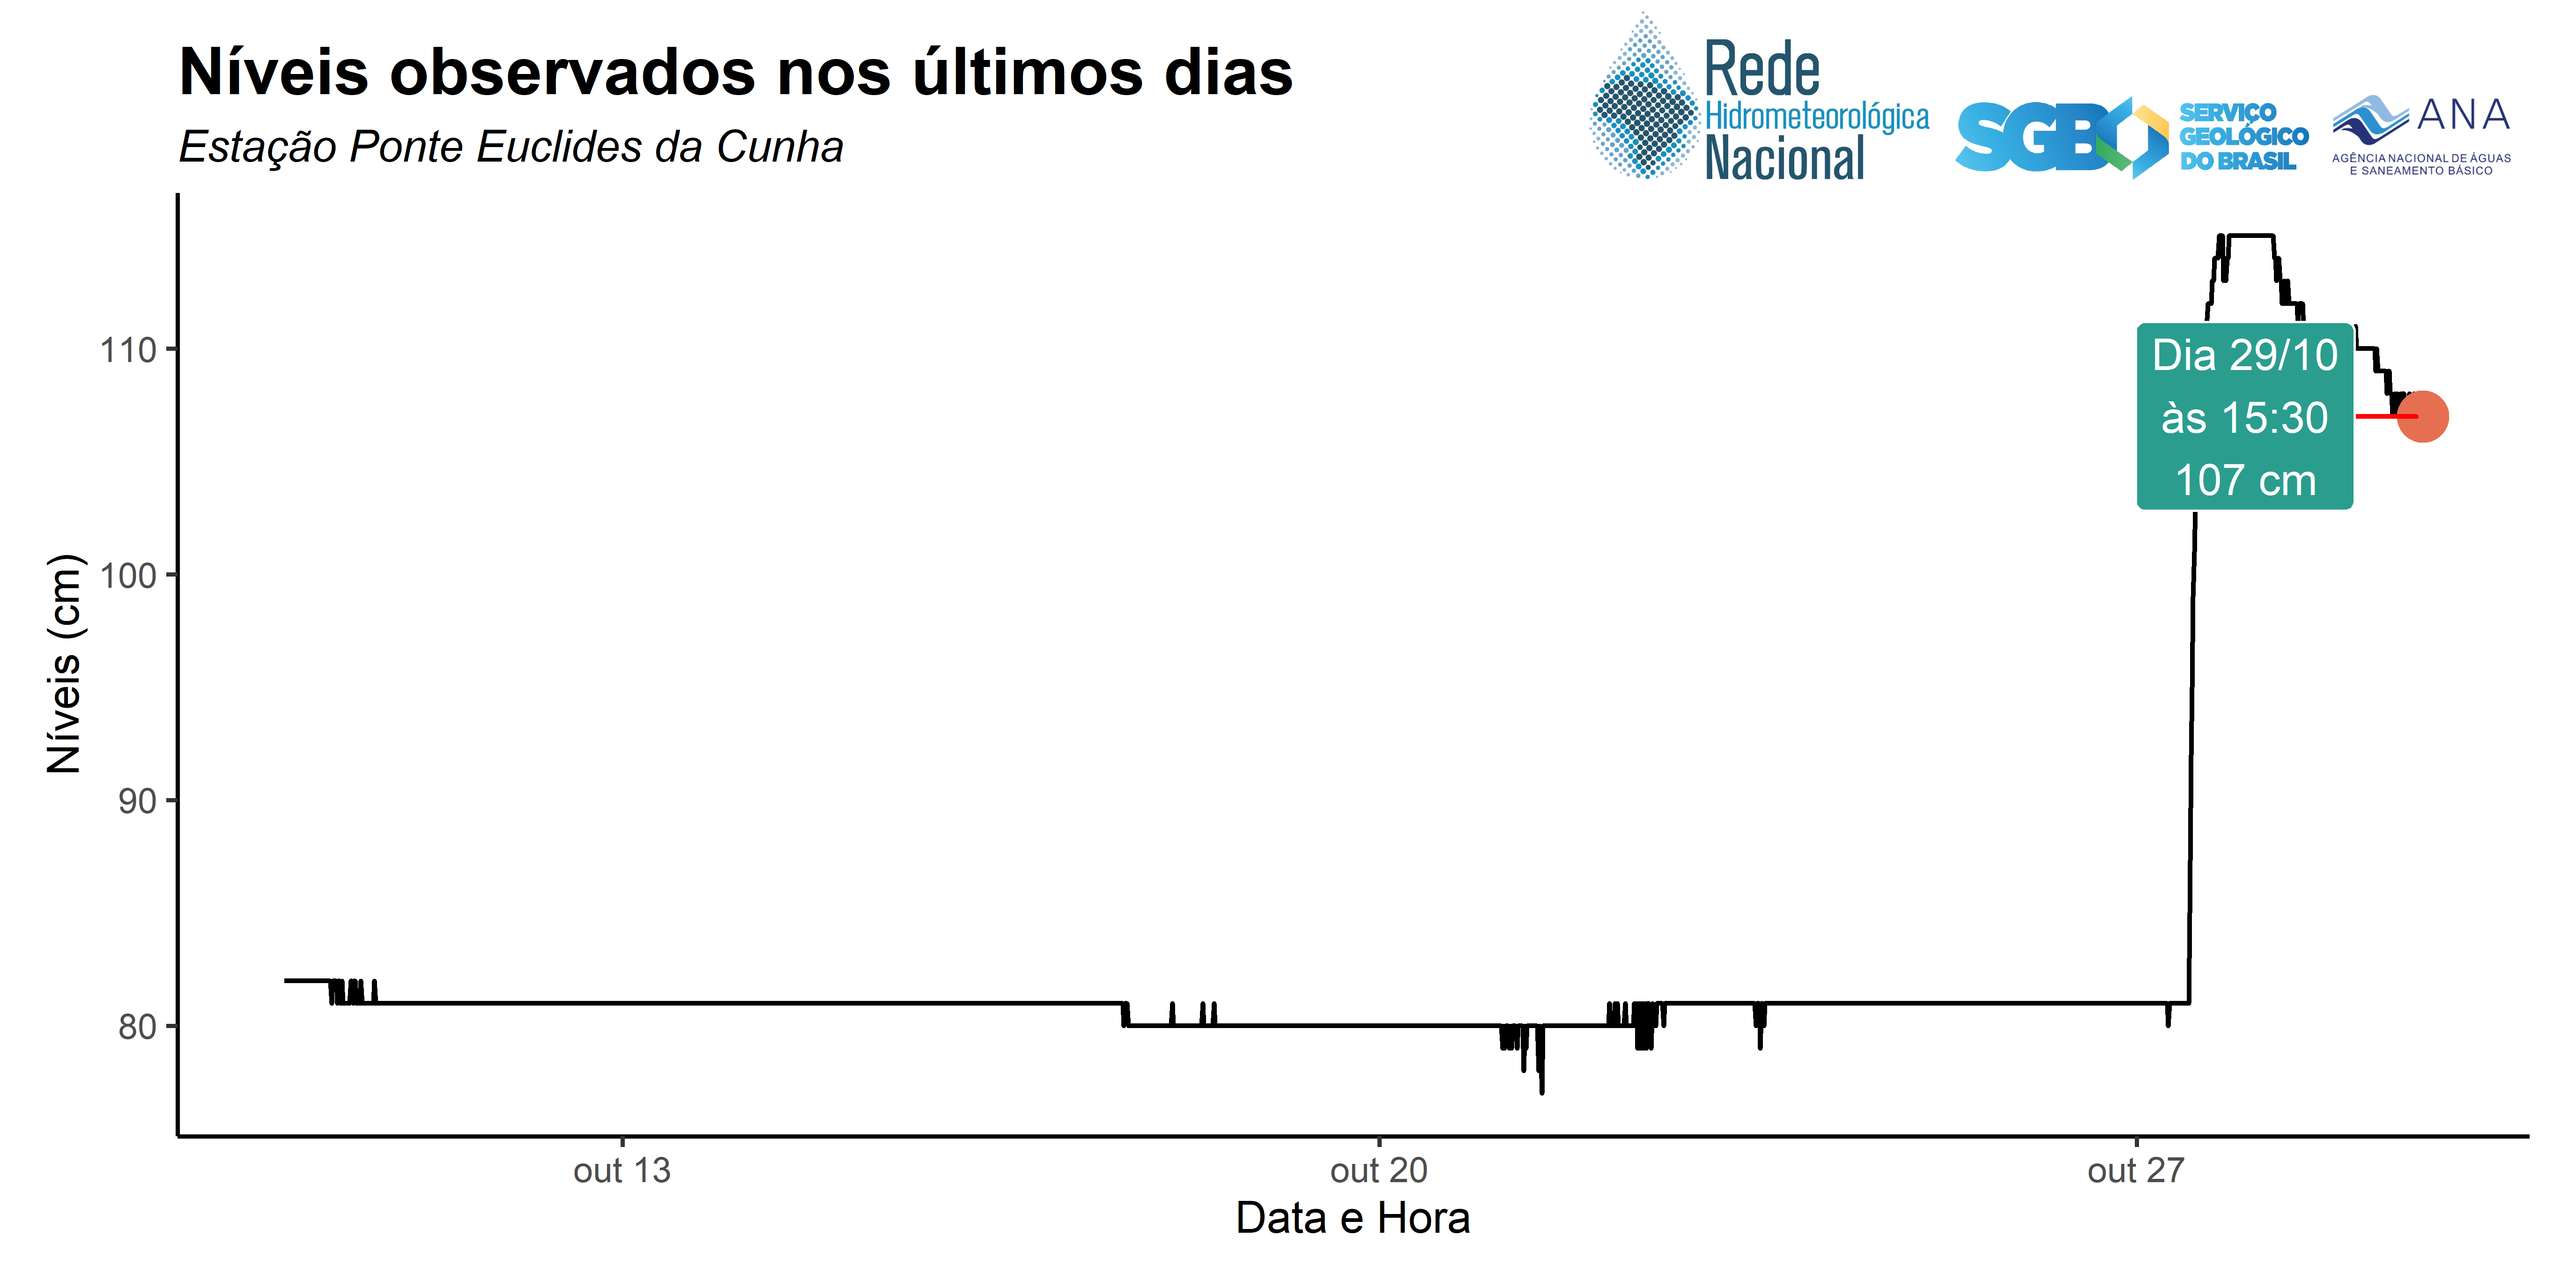 Níveis observados nos últimos dias
Estação Ponte Euclides da Cunha
Rede
Hidrometeorológica
Nacional
SGB
SERVIÇO
GEOLÓGICO
DO BRASIL
ANA
AGÊNCIA NACIONAL DE ÁGUAS
E SANEAMENTO BÁSICO
Níveis (cm)
110
100
90
80
Dia 29/10
às 15:30
107 cm
out 13
out 20
out 27
Data e Hora